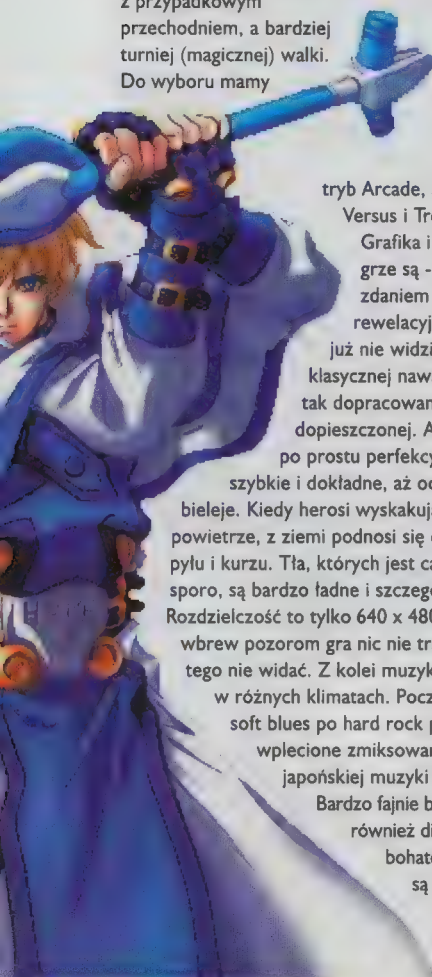 z przypadkowym
przechodniem, a bardziej
turniej (magicznej) walki.
Do wyboru mamy
tryb Arcade,
Versus i Tr
Grafika i
grze są -
zdaniem
rewelacyj
już nie widzi
klasycznej naw
tak dopracowan
dopieszczonej. A
po prostu perfekcy
szybkie i dokładne, aż oc
bieleje. Kiedy herosi wyskakuj
powietrze, z ziemi podnosi się
pyłu i kurzu. Tła, których jest ca
sporo, są bardzo ładne i szczeg
Rozdzielczość to tylko 640 x 480
wbrew pozorom gra nic nie tr
tego nie widać. Z kolei muzyk
w różnych klimatach. Pocz
soft blues po hard rock
wplecione zmiksowan
japońskiej muzyki
Bardzo fajnie b
również di
bohate
są